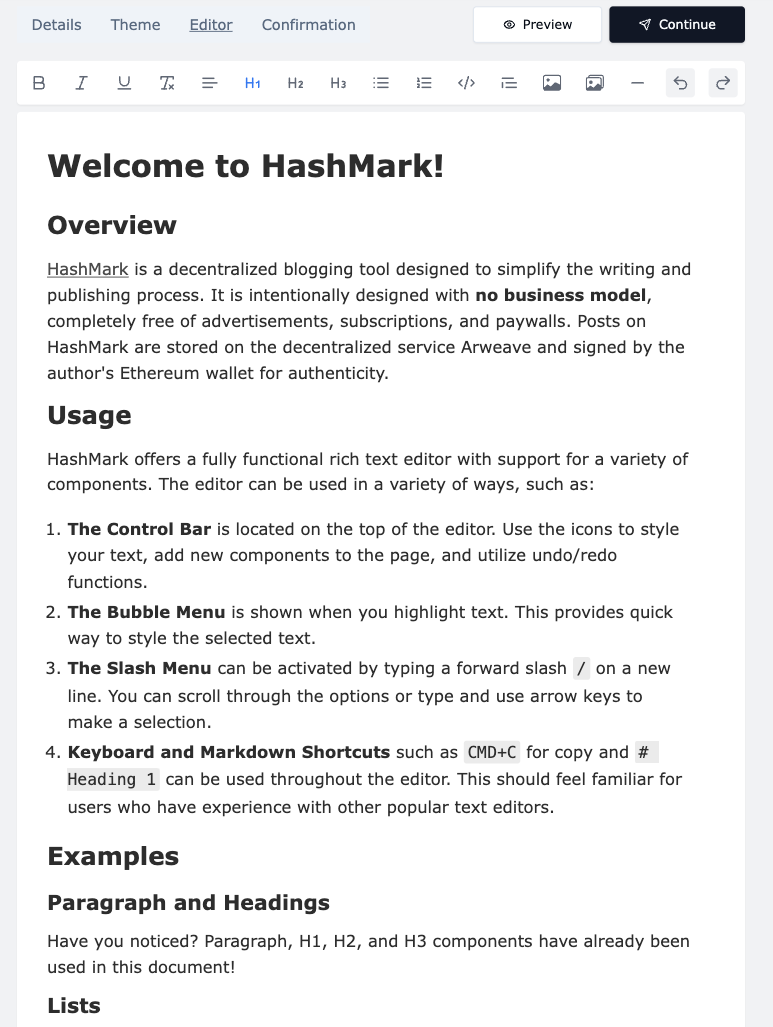 Details Theme Editor Confirmation Preview Continue
B I U Tx H1 H2 H3 </>
Welcome to HashMark!
Overview
HashMark is a decentralized blogging tool designed to simplify the writing and
publishing process. It is intentionally designed with no business model,
completely free of advertisements, subscriptions, and paywalls. Posts on
HashMark are stored on the decentralized service Arweave and signed by the
author's Ethereum wallet for authenticity.
Usage
HashMark offers a fully functional rich text editor with support for a variety of
components. The editor can be used in a variety of ways, such as:
1. The Control Bar is located on the top of the editor. Use the icons to style
your text, add new components to the page, and utilize undo/redo
functions.
2. The Bubble Menu is shown when you highlight text. This provides quick
way to style the selected text.
3. The Slash Menu can be activated by typing a forward slash / on a new
line. You can scroll through the options or type and use arrow keys to
make a selection.
4. Keyboard and Markdown Shortcuts such as CMD+C for copy and #
Heading 1 can be used throughout the editor. This should feel familiar for
users who have experience with other popular text editors.
Examples
Paragraph and Headings
Have you noticed? Paragraph, H1, H2, and H3 components have already been
used in this document!
Lists